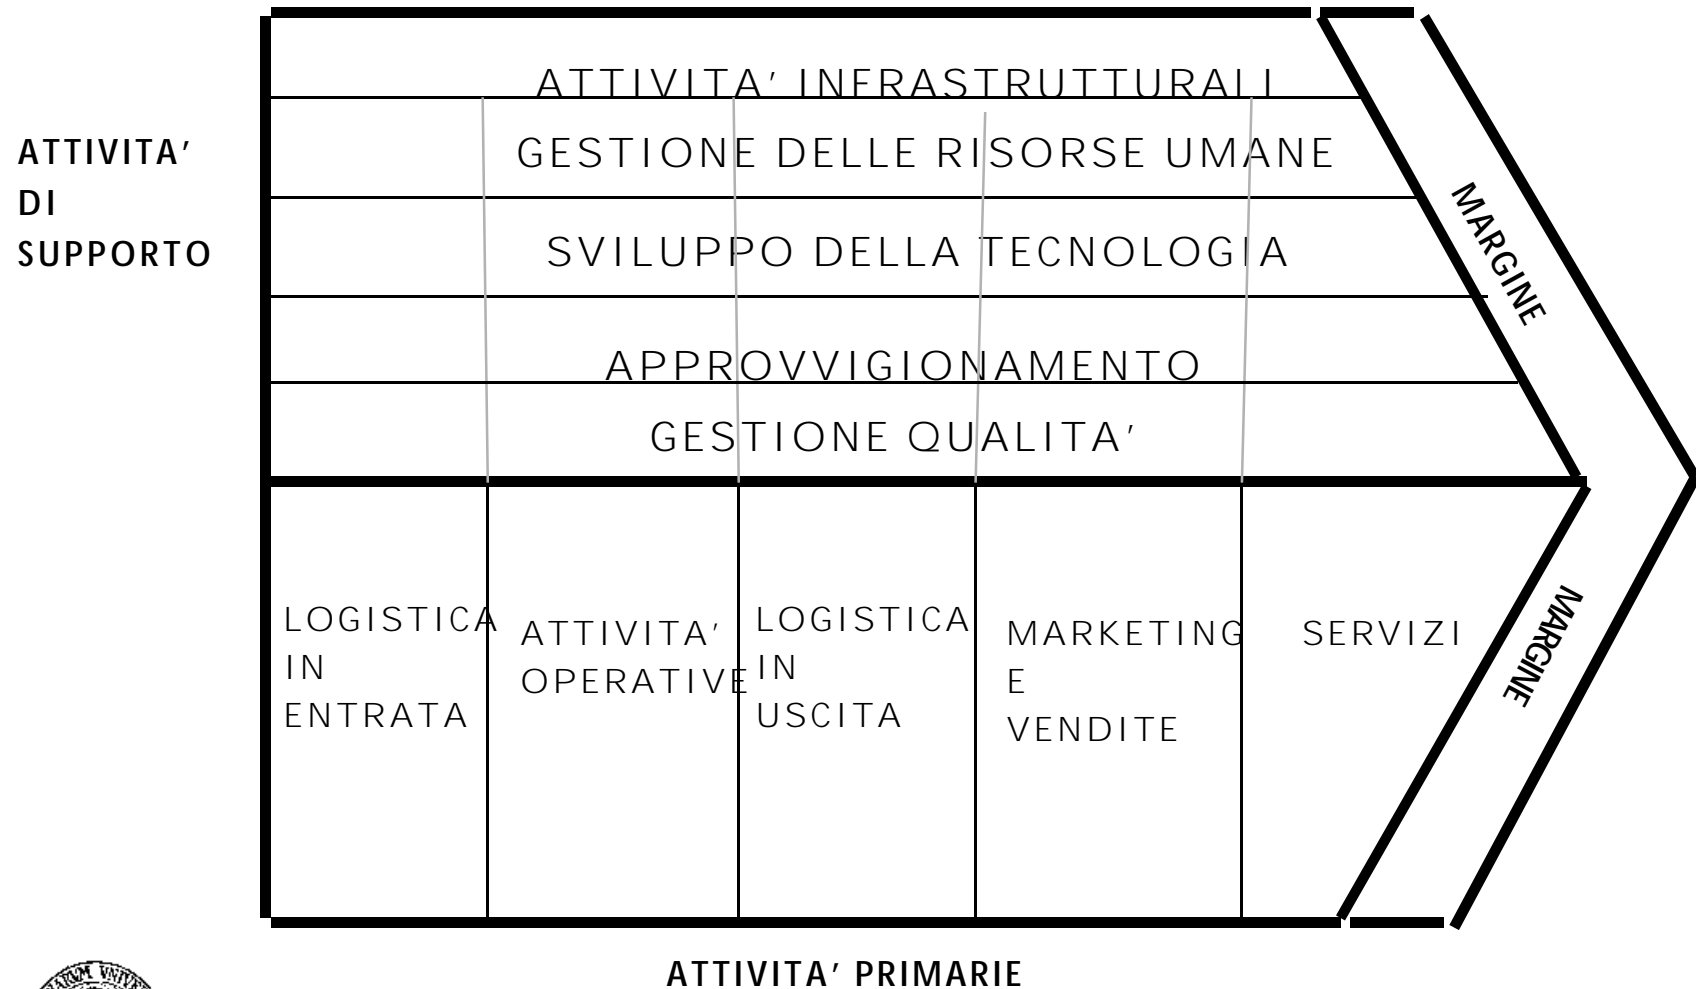 ATTIVITA’ INFRASTRUTTURALI
GESTIONE DELLE RISORSE UMANE
SVILUPPO DELLA TECNOLOGIA
APPROVVIGIONAMENTO
GESTIONE QUALITA’
ATTIVITA’
DI
SUPPORTO
MARGINE
LOGISTICA
IN
ENTRATA
ATTIVITA’
OPERATIVE
LOGISTICA
IN
USCITA
MARKETING
E
VENDITE
SERVIZI
MARGINE
ATTIVITA’ PRIMARIE